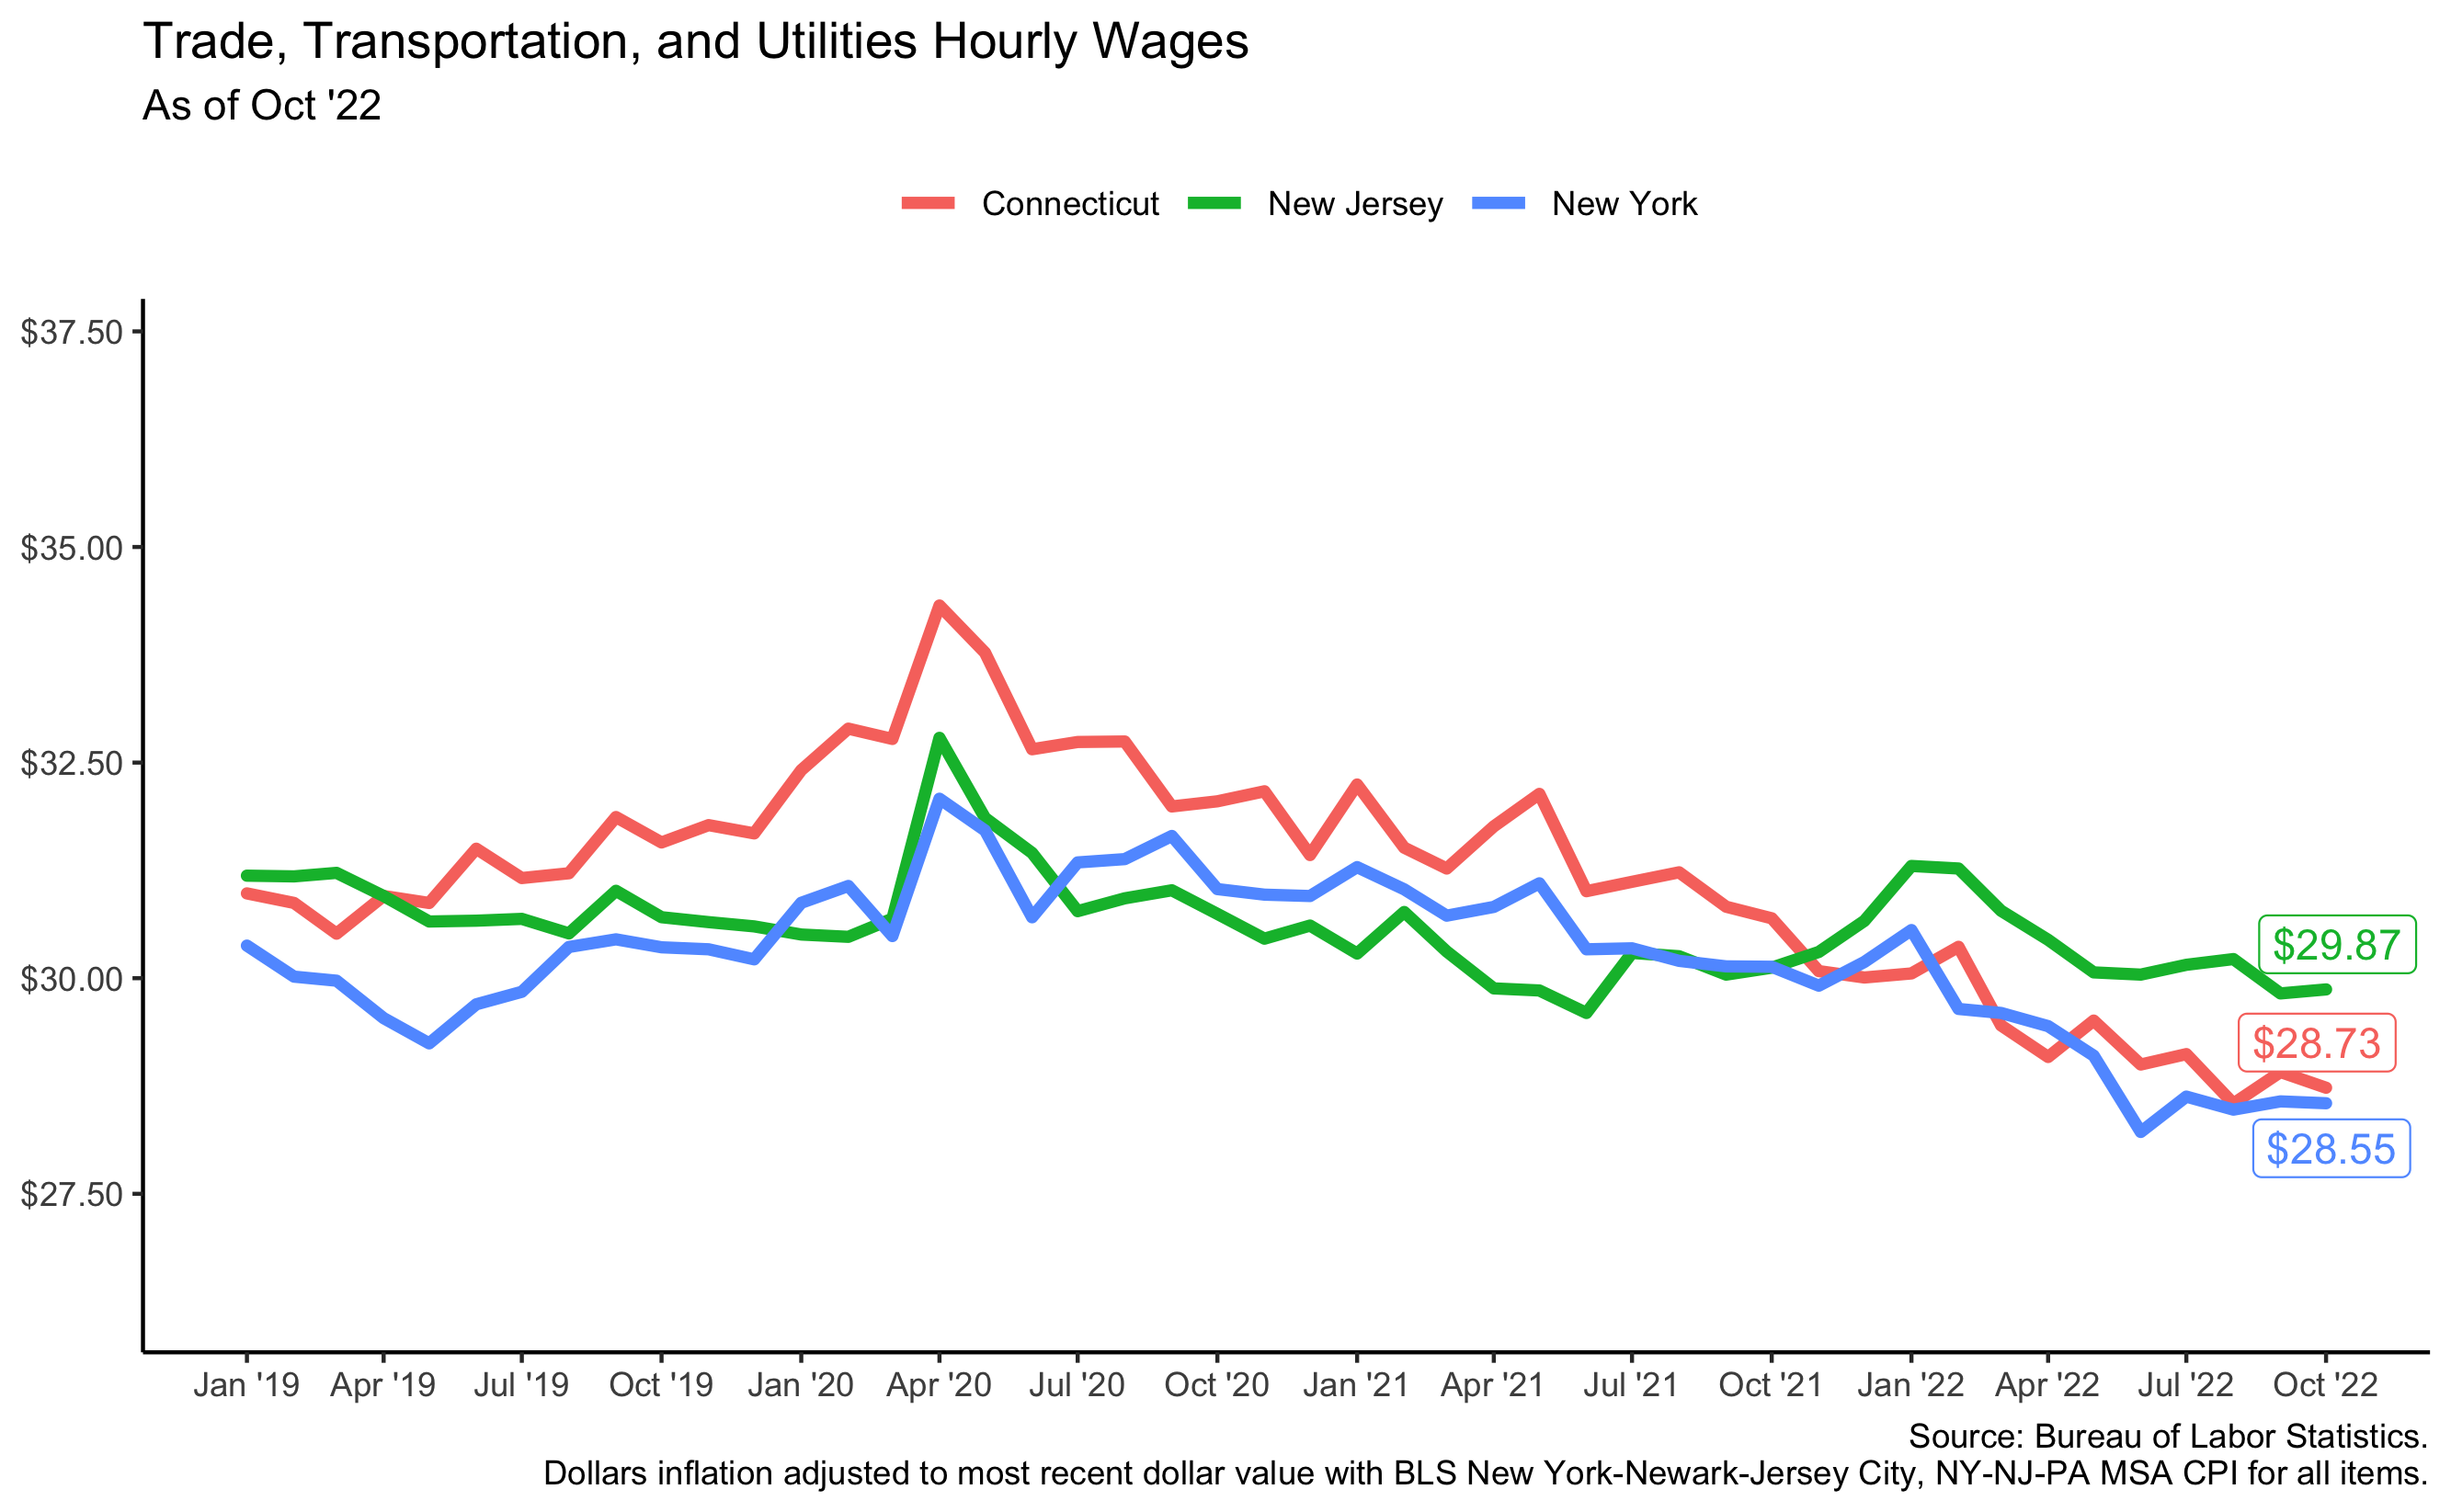 Trade, Transportation, and Utilities Hourly Wages
As of Oct '22
Connecticut New Jersey New York
$37.50
$35.00
$32.50
$30.00
$27.50
$29.87
$28.73
$28.55
Jan '19 Apr '19 Jul '19 Oct '19 Jan '20 Apr '20 Jul '20 Oct '20 Jan '21 Apr '21 Jul '21 Oct '21 Jan '22 Apr '22 Jul '22 Oct '22
Source: Bureau of Labor Statistics.
Dollars inflation adjusted to most recent dollar value with BLS New York-Newark-Jersey City, NY-NJ-PA MSA CPI for all items.